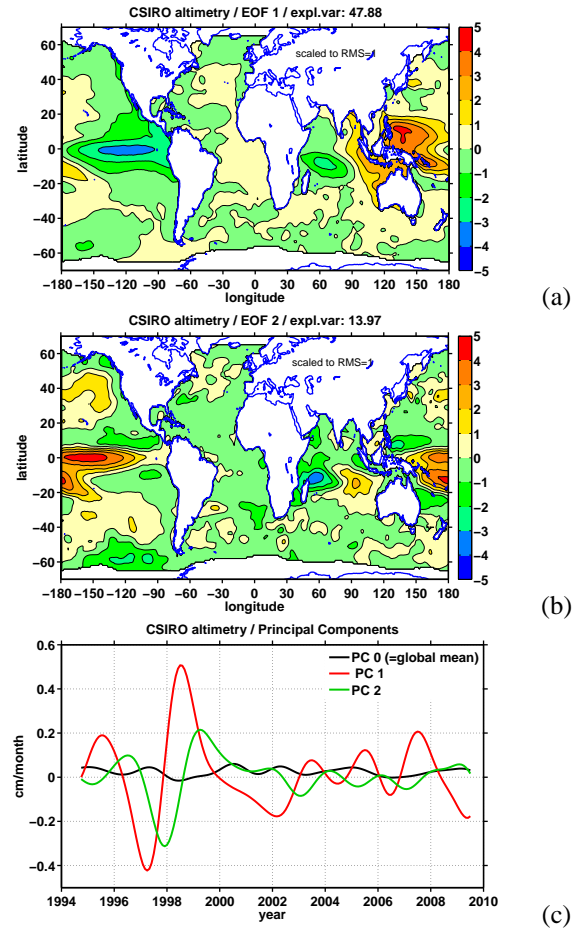 CSIRO altimetry / EOF 1 / expl.var: 47.88
scaled to RMS=1
latitude
60
40
20
0
−20
−40
−60
−180 −150 −120 −90 −60 −30 0 30 60 90 120 150 180
longitude
5
4
3
2
1
0
−1
−2
−3
−4
−5
(a)
CSIRO altimetry / EOF 2 / expl.var: 13.97
scaled to RMS=1
latitude
60
40
20
0
−20
−40
−60
−180 −150 −120 −90 −60 −30 0 30 60 90 120 150 180
longitude
5
4
3
2
1
0
−1
−2
−3
−4
−5
(b)
CSIRO altimetry / Principal Components
PC 0 (=global mean)
PC 1
PC 2
cm/month
0.6
0.4
0.2
0
−0.2
−0.4
1994 1996 1998 2000 2002 2004 2006 2008 2010
year
(c)